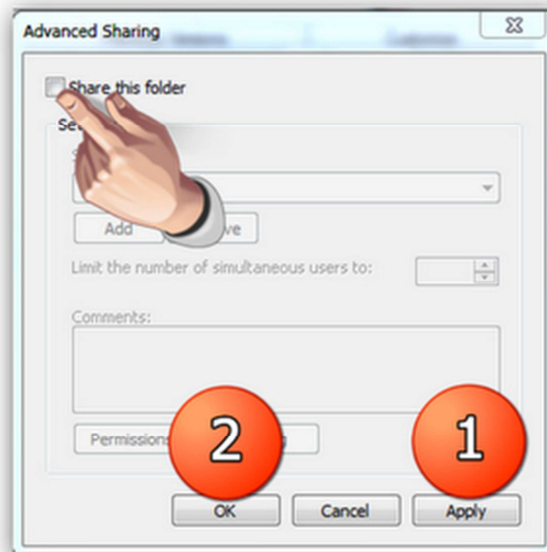 Advanced Sharing
Share this folder
Add
Limit the number of simultaneous users to:
Comments:
2
1
OK
Cancel
Apply